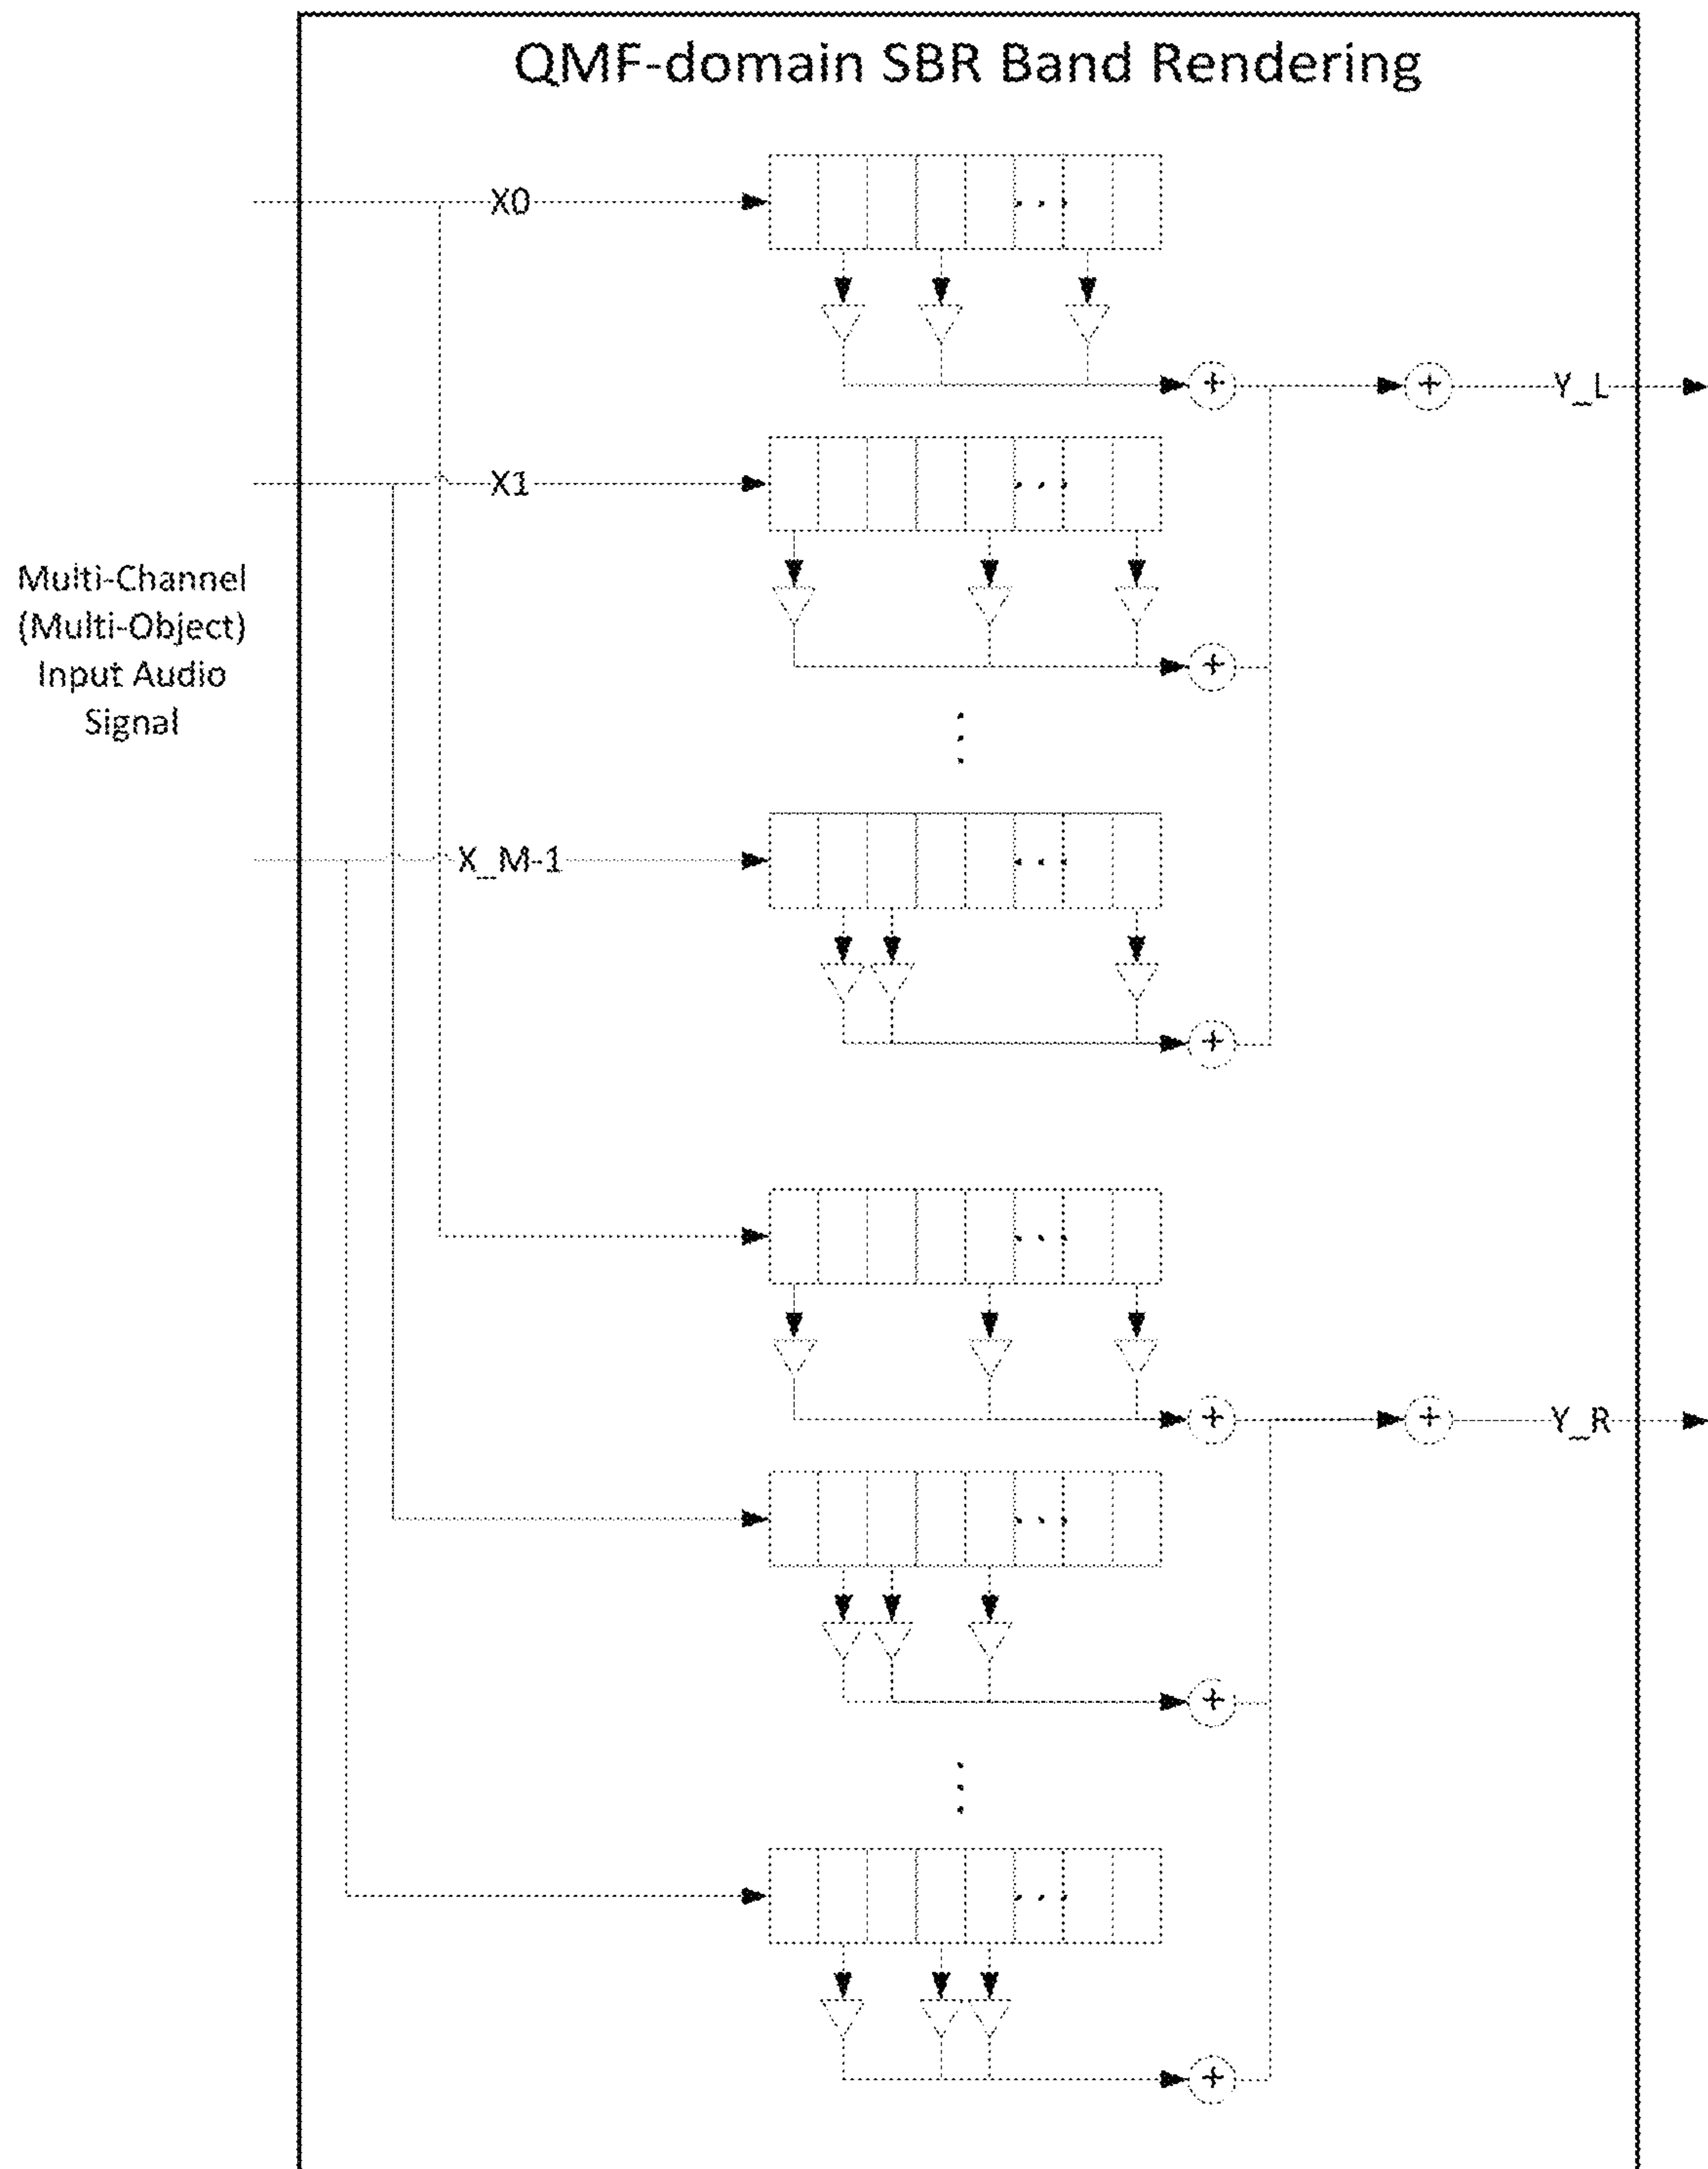 QMF-domain SBR Band Rendering
X0
+
+
Y_L
X1
Multi-Channel
(Multi-Object)
Input Audio
Signal
+
X_M-1
+
+
+
Y_R
+
+